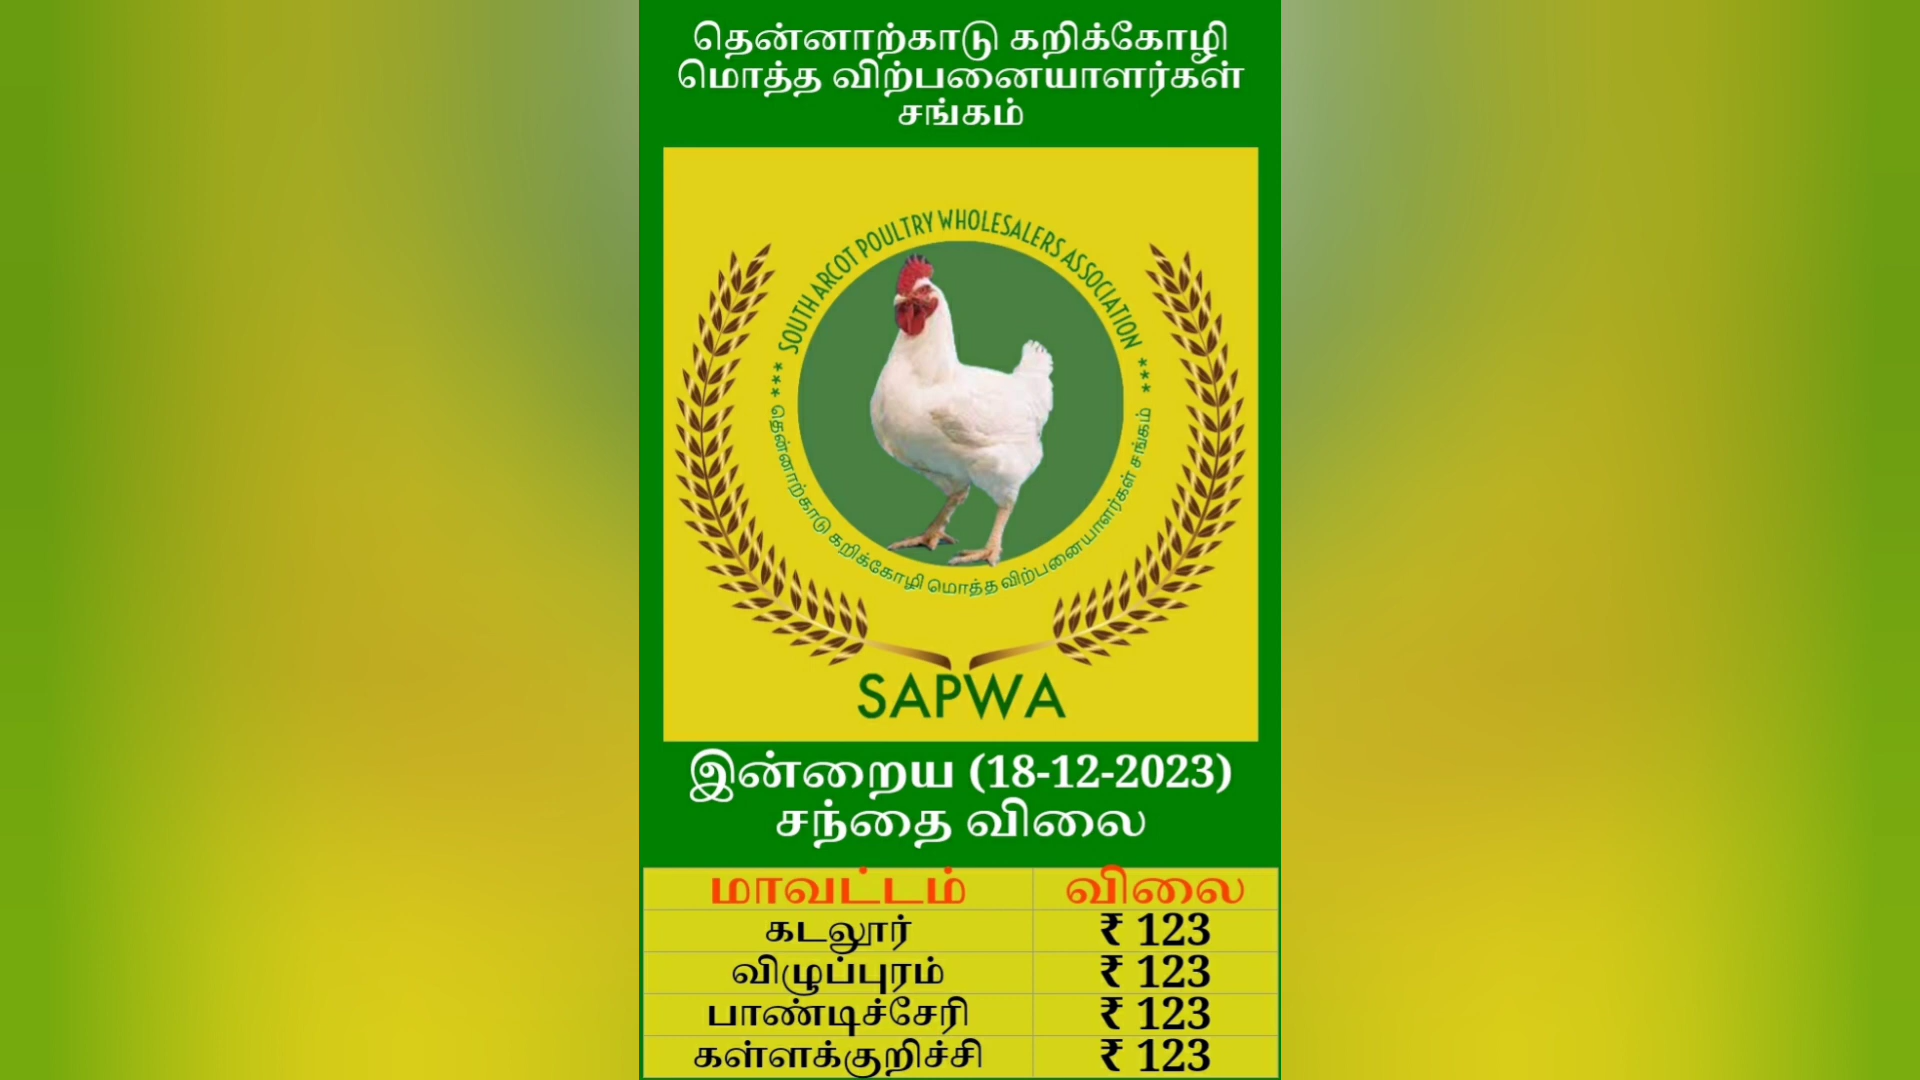 தென்னாற்காடு கறிக்கோழி
மொத்த விற்பனையாளர்கள்
சங்கம்
*** SOUTH ARCOT POULTRY WHOLESALERS ASSOCIATION ***
தென்னாற்காடு கறிக்கோழி மொத்த விற்பனையாளர்கள் சங்கம்
SAPWA
இன்றைய (18-12-2023)
சந்தை விலை
மாவட்டம் விலை
கடலூர் ₹ 123
விழுப்புரம் ₹ 123
பாண்டிச்சேரி ₹ 123
கள்ளக்குறிச்சி ₹ 123